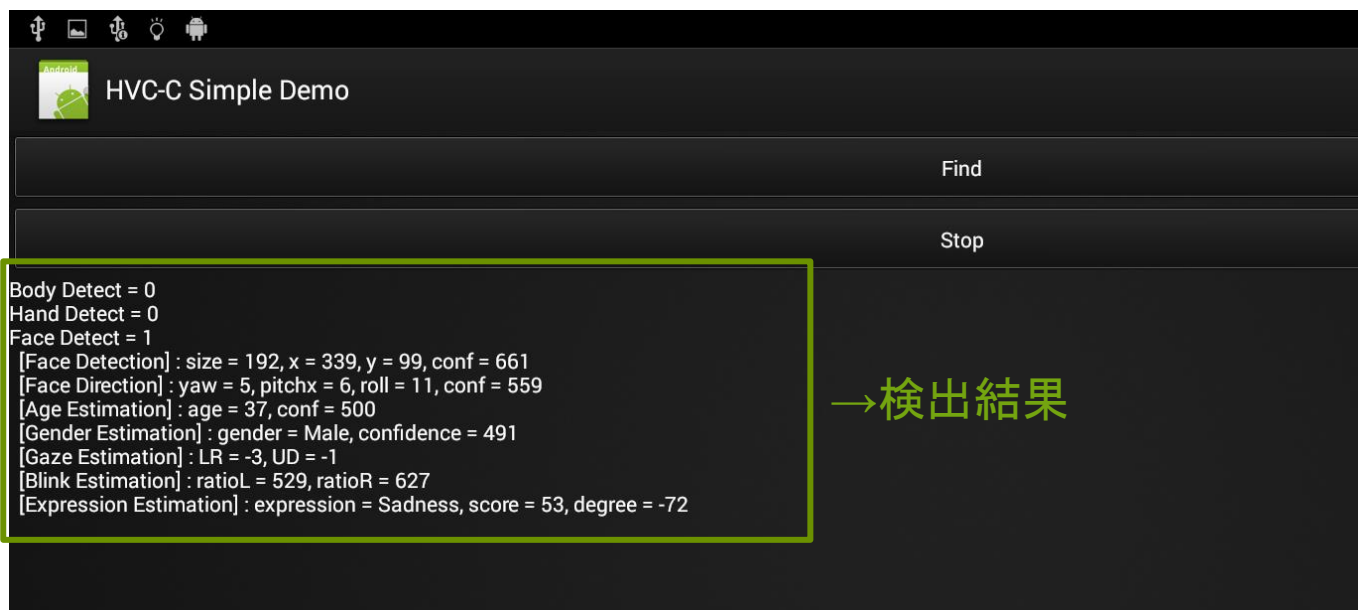 Android
HVC-C Simple Demo
Find
Stop
Body Detect = 0
Hand Detect = 0
Face Detect = 1
[Face Detection] : size = 192, x = 339, y = 99, conf = 661
[Face Direction] : yaw = 5, pitchx = 6, roll = 11, conf = 559
[Age Estimation] : age = 37, conf = 500
[Gender Estimation] : gender = Male, confidence = 491
[Gaze Estimation] : LR = -3, UD = -1
[Blink Estimation] : ratioL = 529, ratioR = 627
[Expression Estimation] : expression = Sadness, score = 53, degree = -72
→検出結果